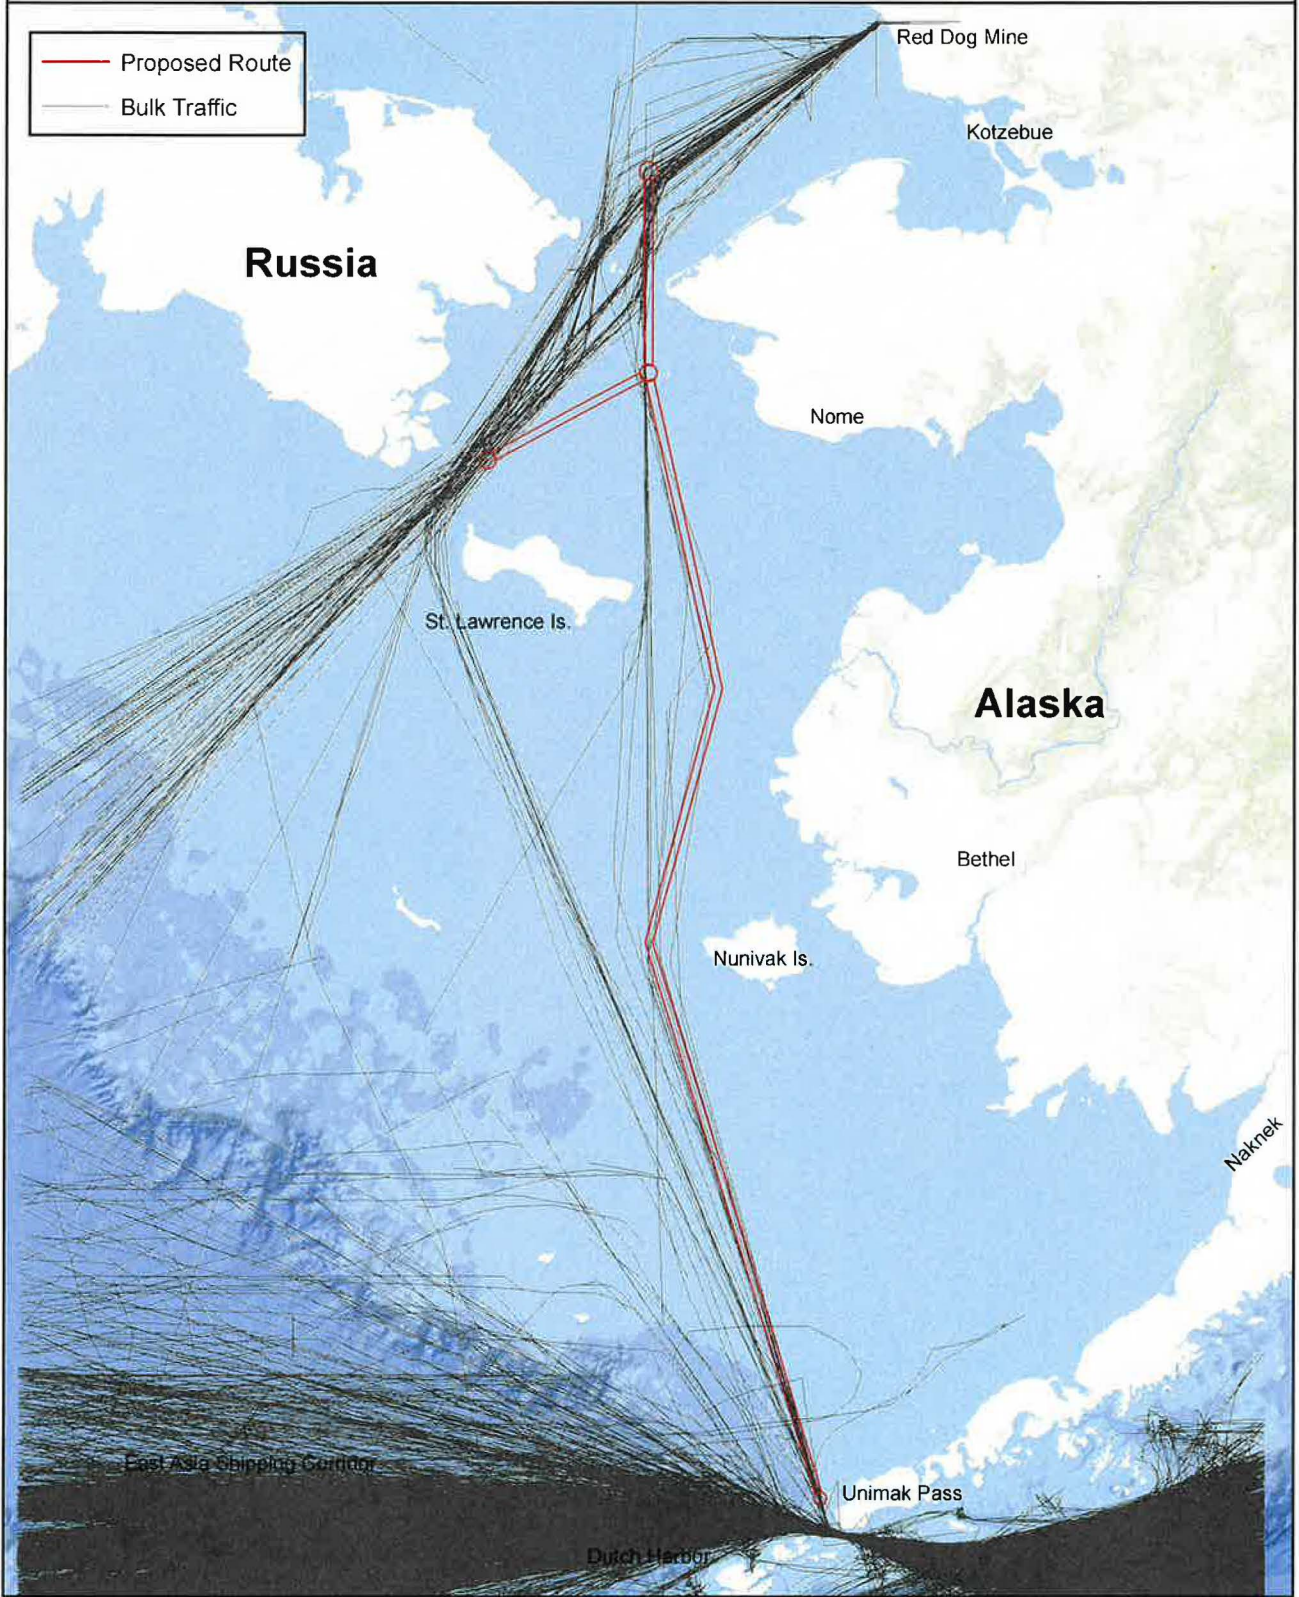 Proposed Route
Bulk Traffic
Red Dog Mine
Kotzebue
Russia
Nome
St. Lawrence Is.
Alaska
Bethel
Nunivak Is.
Naknek
East Asia Shipping Corridor
Unimak Pass
Dutch Harbor